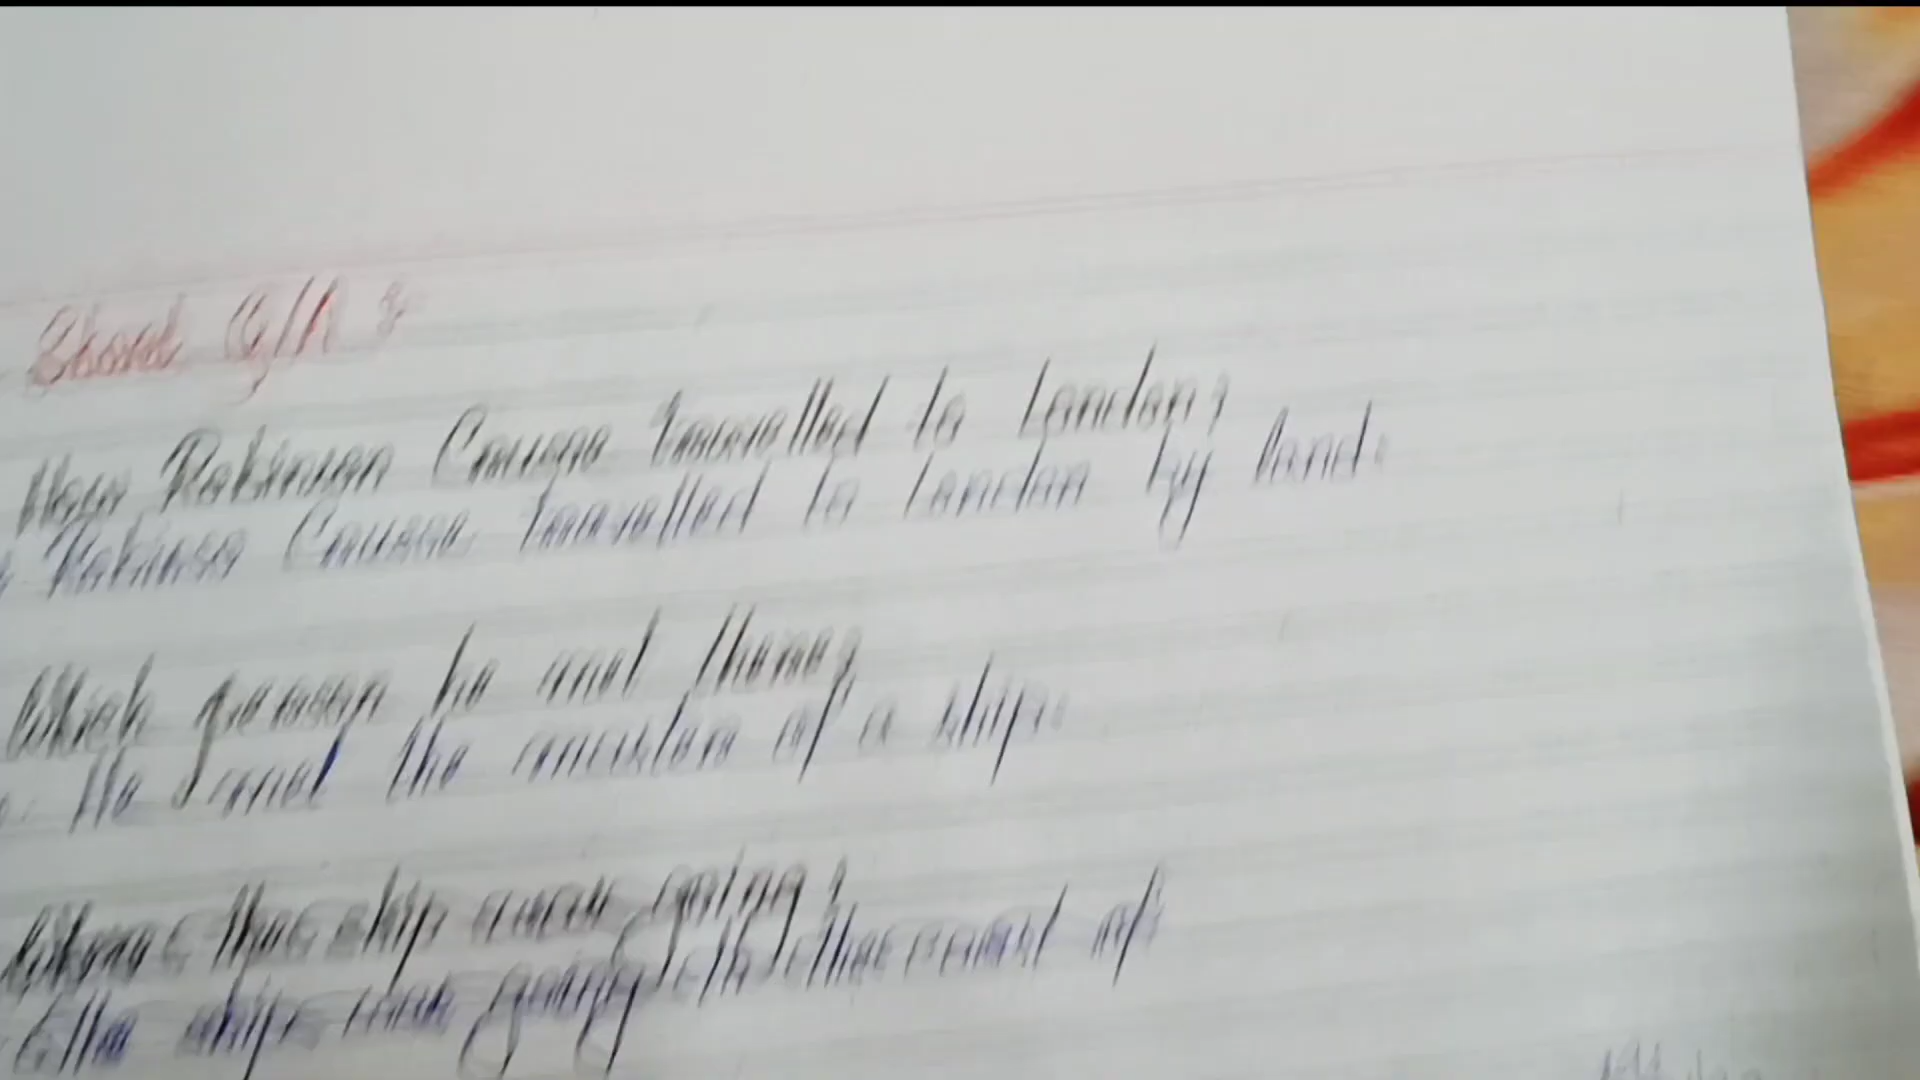 Short Q/A :
How Robinson Crusoe travelled to London?
Robinson Crusoe travelled to London by land.
Which person he met there?
He met the master of a ship.
Where the ship was going?
The ship was going to the coast of